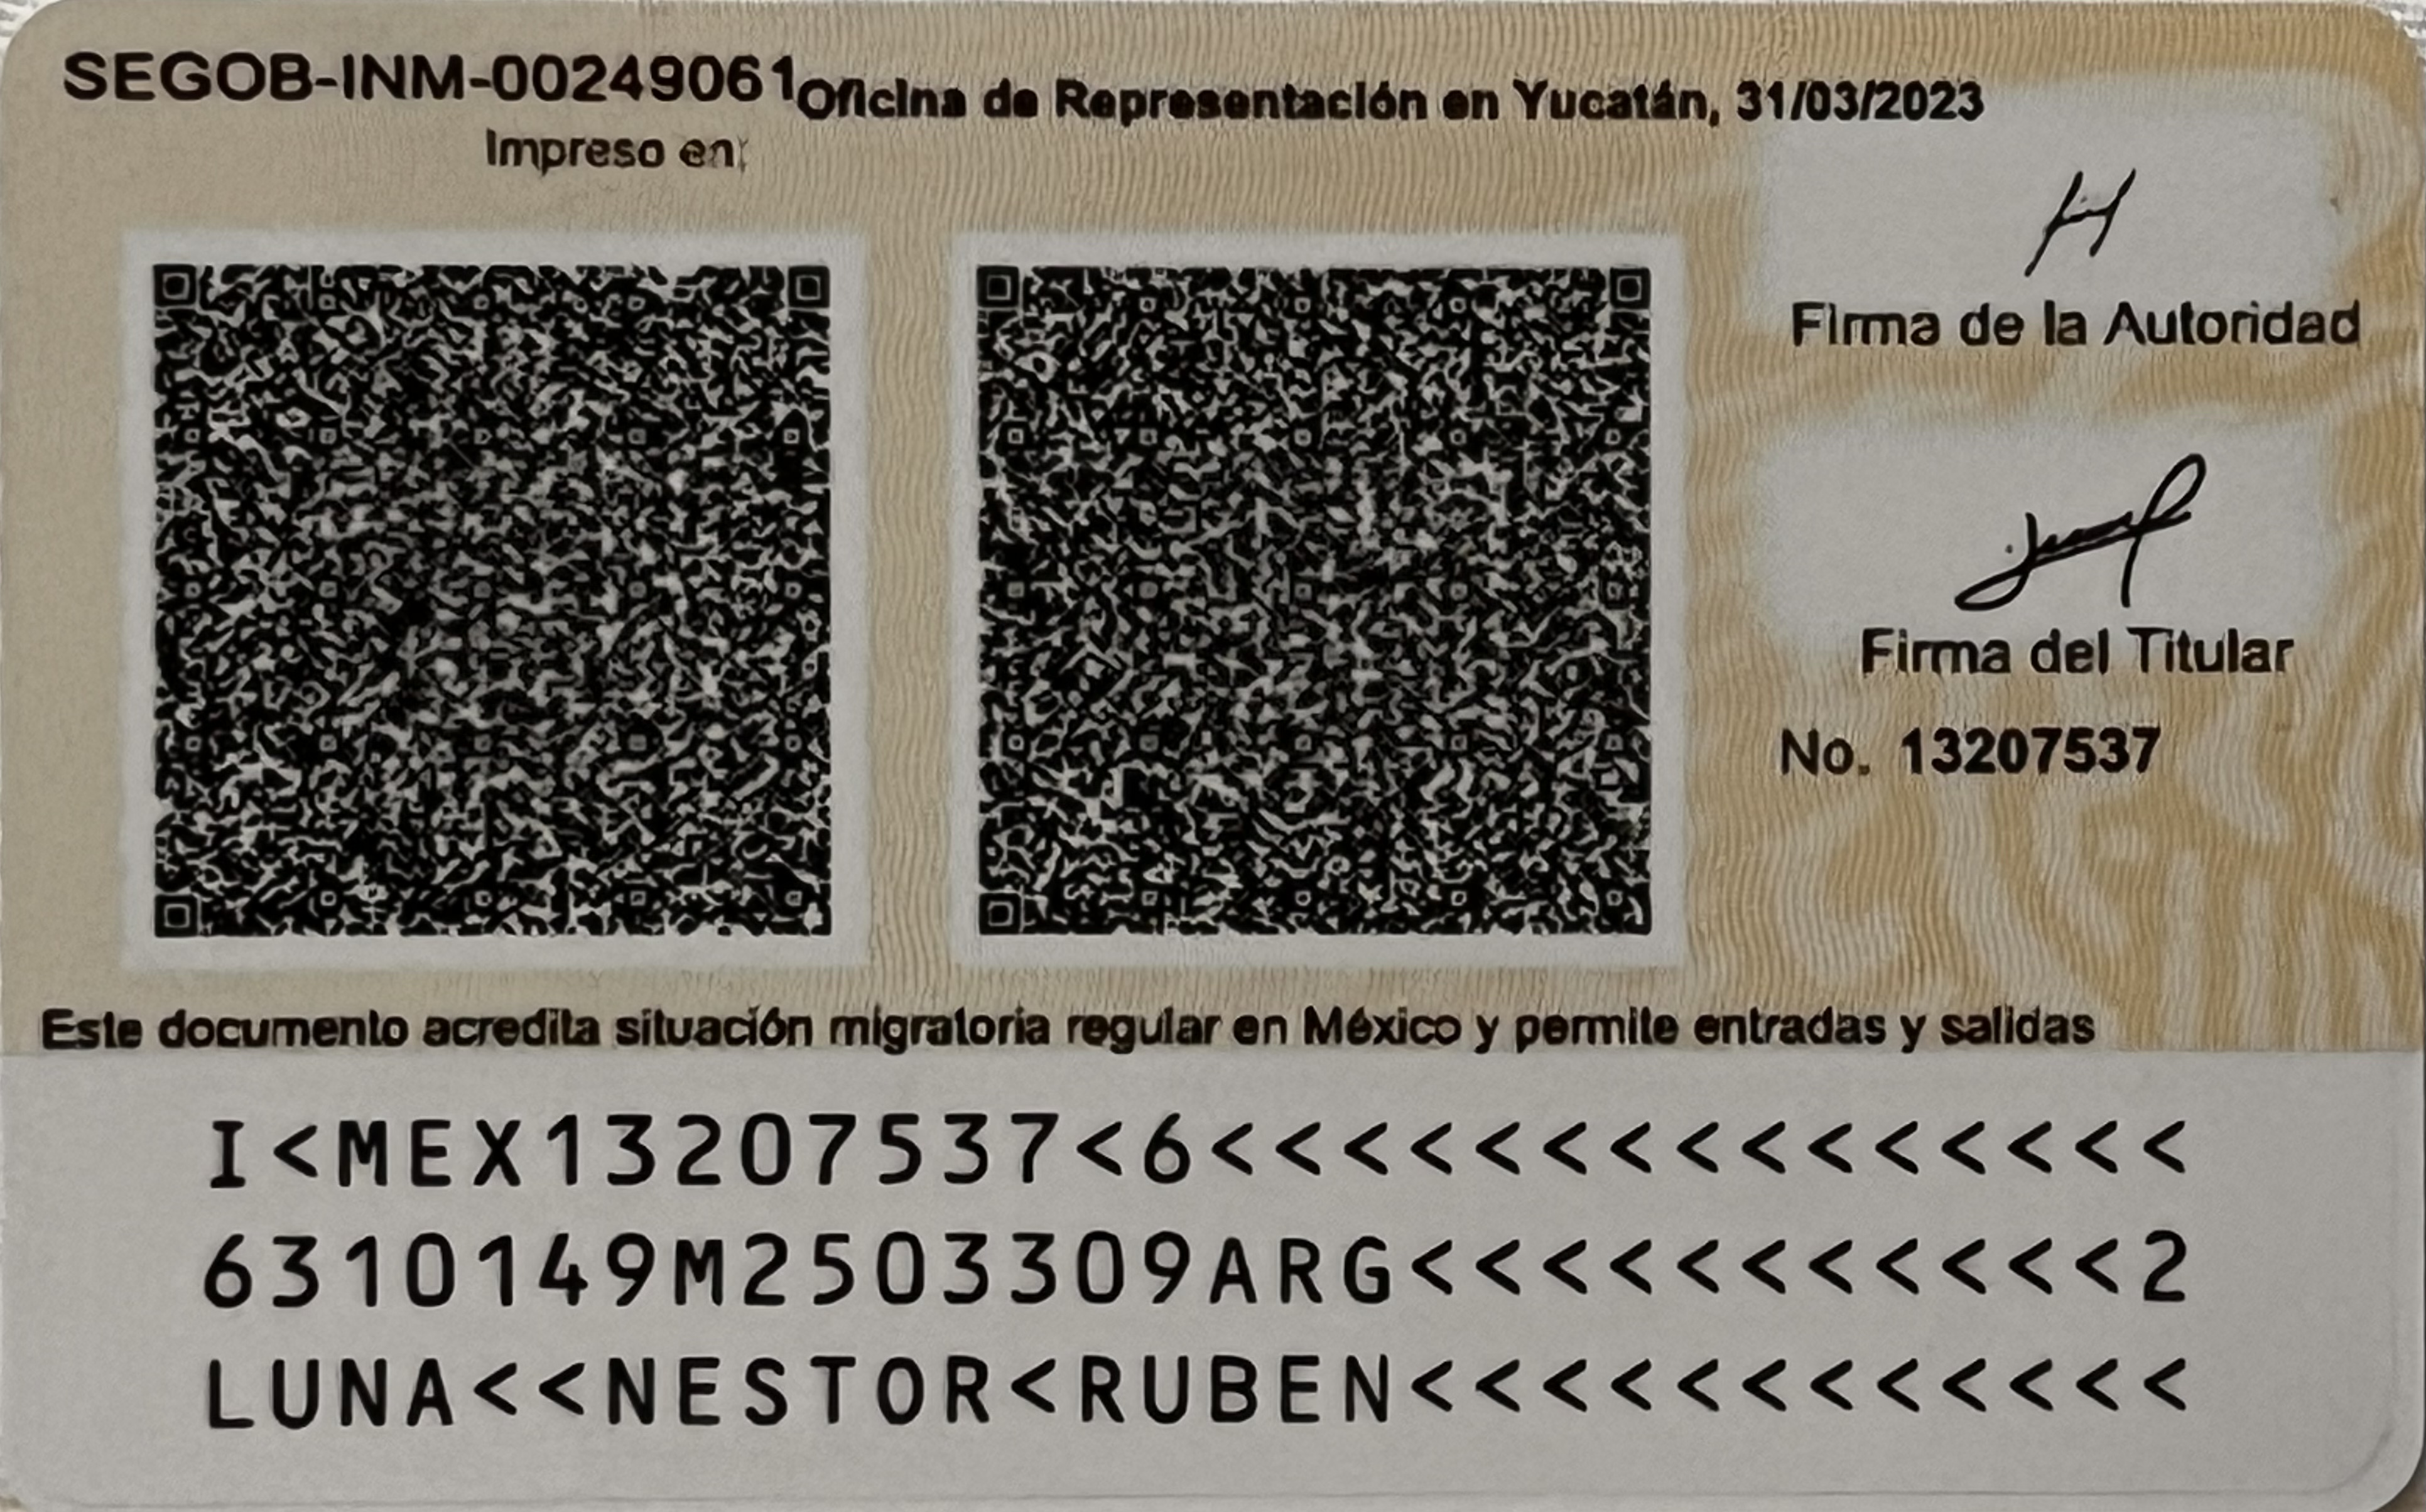 SEGOB-INM-00249061 Oficina de Representación en Yucatán, 31/03/2023
Impreso en:
Firma de la Autoridad
Firma del Titular
No. 13207537
Este documento acredita situación migratoria regular en México y permite entradas y salidas
I<MEX13207537<6<<<<<<<<<<<<<<<
6310149M2503309ARG<<<<<<<<<<<2
LUNA<<NESTOR<RUBEN<<<<<<<<<<<<